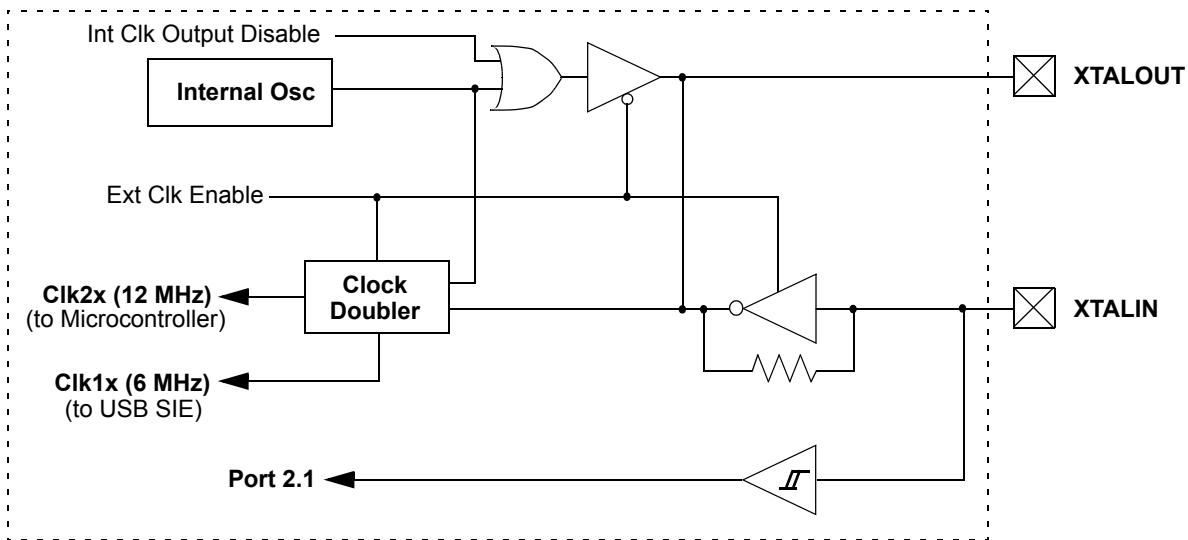 Int Clk Output Disable
Internal Osc
XTALOUT
Ext Clk Enable
Clock
Doubler
Clk2x (12 MHz)
(to Microcontroller)
XTALIN
Clk1x (6 MHz)
(to USB SIE)
Port 2.1